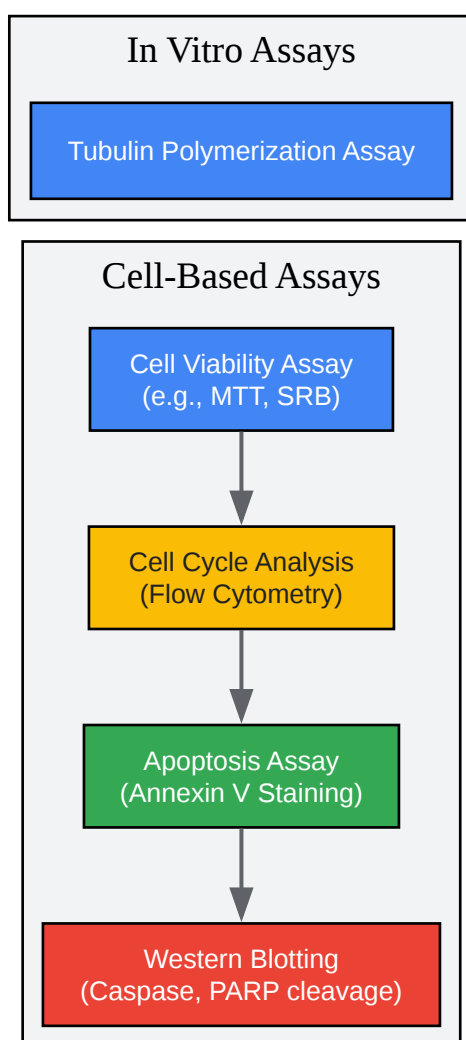 In Vitro Assays
Tubulin Polymerization Assay
Cell-Based Assays
Cell Viability Assay
(e.g., MTT, SRB)
Cell Cycle Analysis
(Flow Cytometry)
Apoptosis Assay
(Annexin V Staining)
Western Blotting
(Caspase, PARP cleavage)